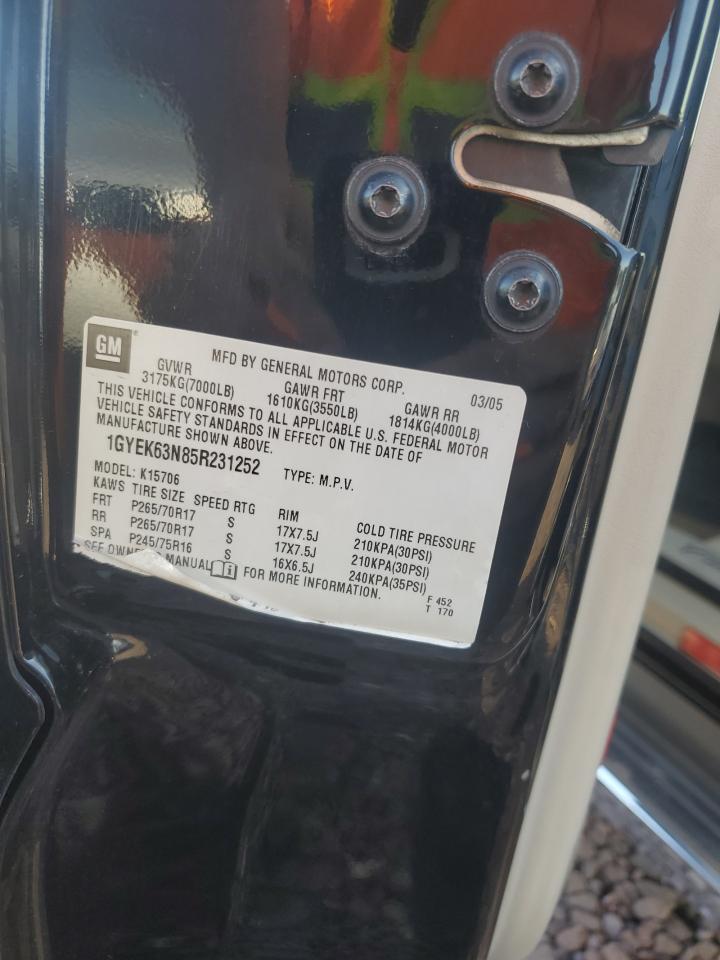 GM ®
MFD BY GENERAL MOTORS CORP. 03/05
GVWR GAWR FRT GAWR RR
3175KG(7000LB) 1610KG(3550LB) 1814KG(4000LB)
THIS VEHICLE CONFORMS TO ALL APPLICABLE U.S. FEDERAL MOTOR
VEHICLE SAFETY STANDARDS IN EFFECT ON THE DATE OF
MANUFACTURE SHOWN ABOVE.
1GYEK63N85R231252 TYPE: M.P.V.
MODEL: K15706
KAWS TIRE SIZE SPEED RTG RIM COLD TIRE PRESSURE
FRT P265/70R17 S 17X7.5J 210KPA(30PSI)
RR P265/70R17 S 17X7.5J 210KPA(30PSI)
SPA P245/75R16 S 16X6.5J 240KPA(35PSI)
SEE OWNER MANUAL FOR MORE INFORMATION.
F 452
T 170